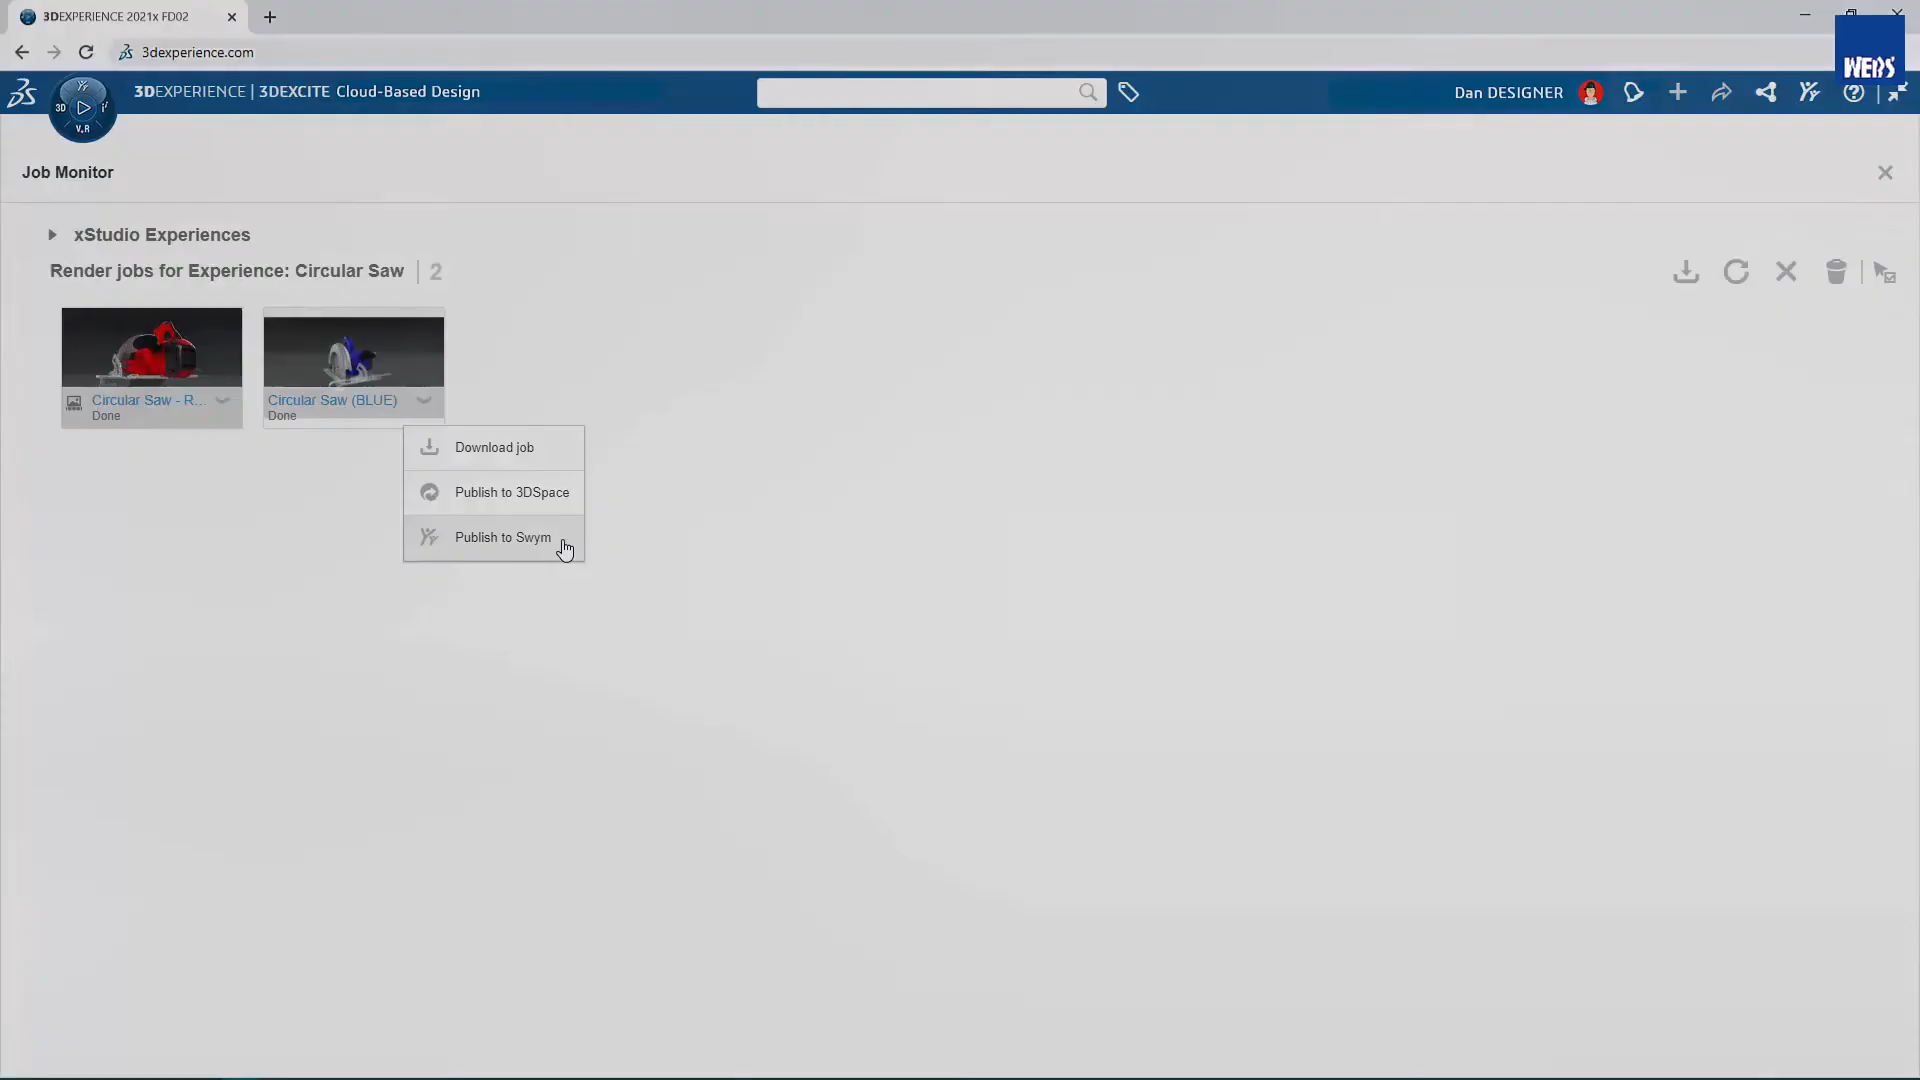 3DEXPERIENCE 2021x FD02
3dexperience.com
3DEXPERIENCE | 3DEXCITE Cloud-Based Design
Dan DESIGNER
3D
V.R
Job Monitor
xStudio Experiences
Render jobs for Experience: Circular Saw | 2
Circular Saw - R...
Done
Circular Saw (BLUE)
Done
Download job
Publish to 3DSpace
Publish to Swym